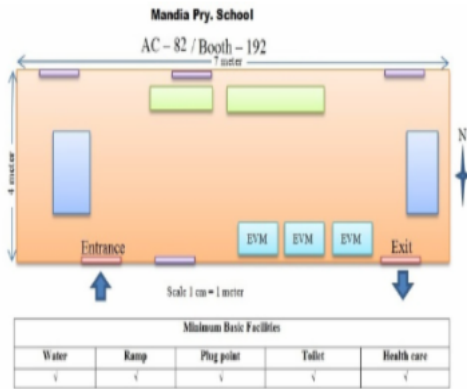 Mandia Pry. School
AC – 82 / Booth – 192
7 meter
4 meter
N
EVM EVM EVM
Entrance
Exit
Scale 1 cm = 1 meter
Minimum Basic Facilities
Water Ramp Plug point Toilet Health care
√ √ √ √ √